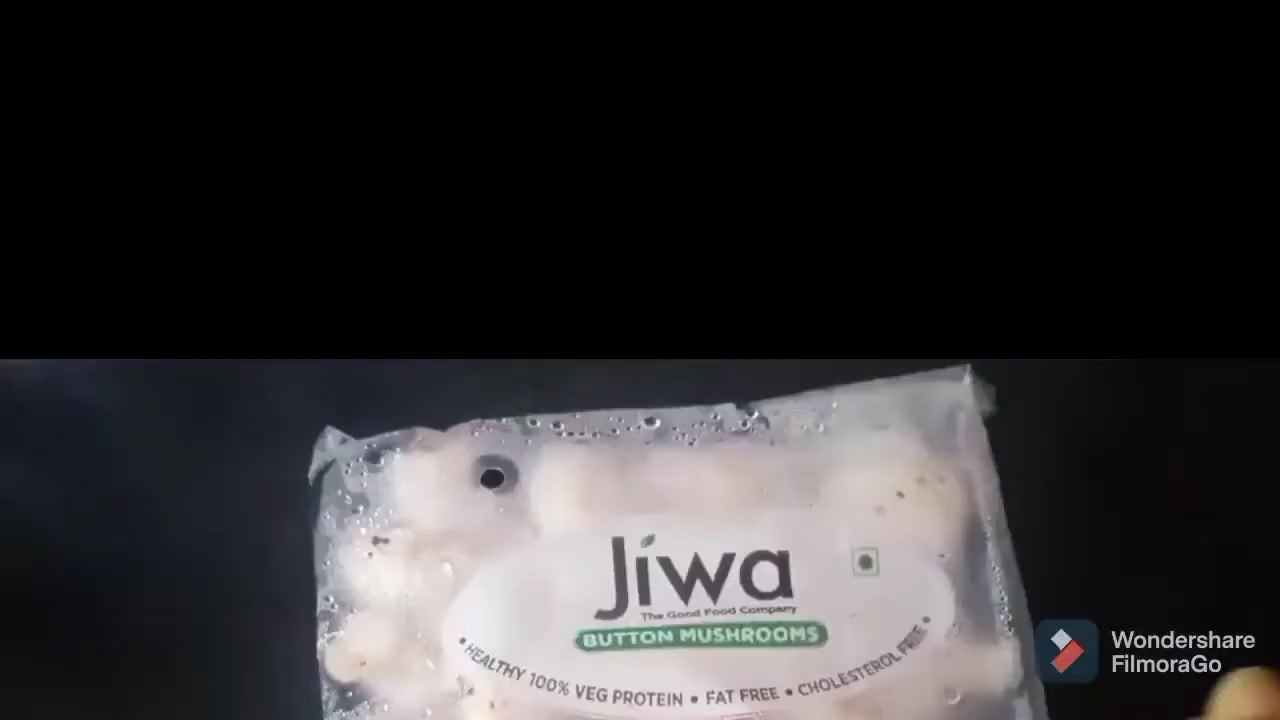 Jiwa
The Good Food Company
BUTTON MUSHROOMS
• HEALTHY 100% VEG PROTEIN • FAT FREE • CHOLESTEROL FREE •
Wondershare
FilmoraGo